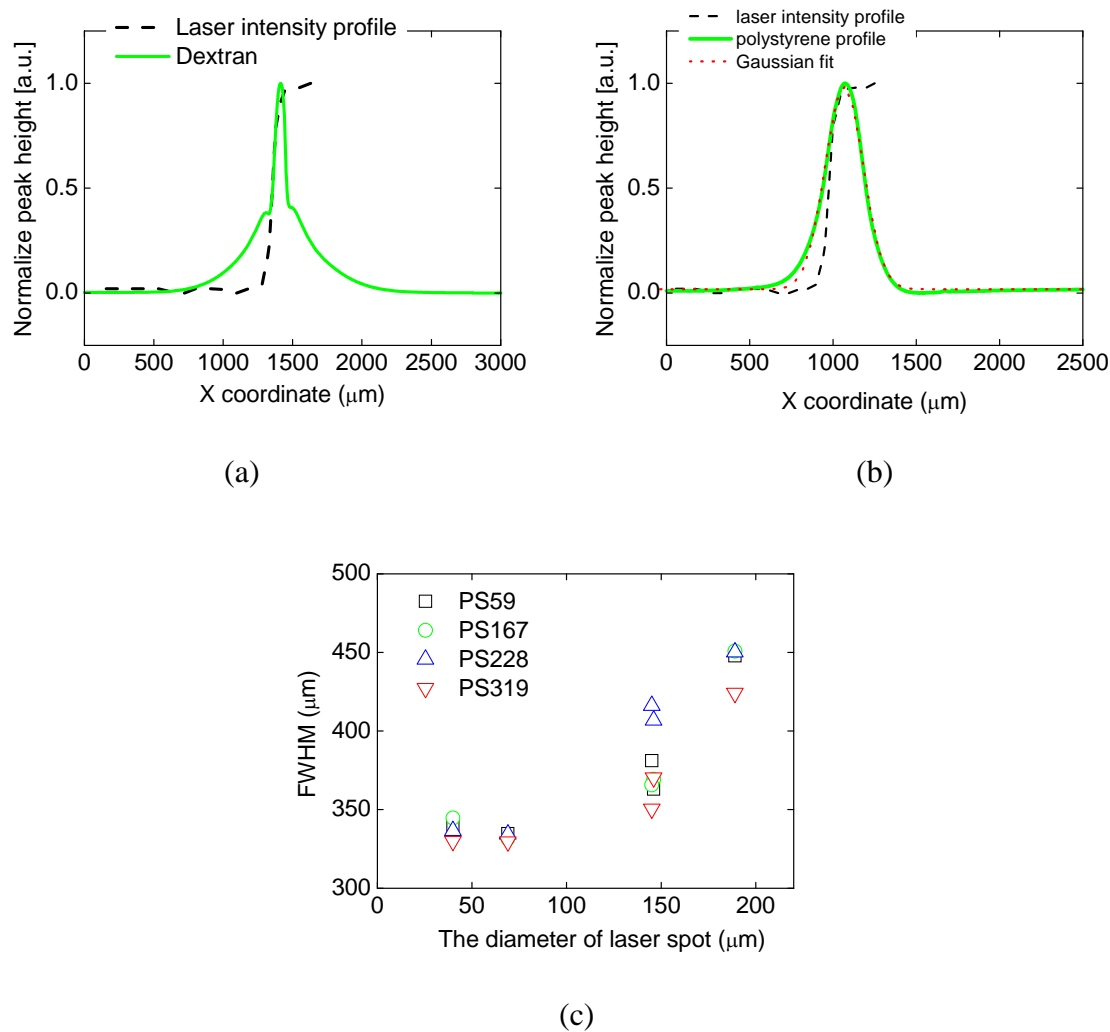 Laser intensity profile
Dextran
Normalize peak height [a.u.]
1.0
0.5
0.0
0 500 1000 1500 2000 2500 3000
X coordinate (μm)
(a)
laser intensity profile
polystyrene profile
Gaussian fit
Normalize peak height [a.u.]
1.0
0.5
0.0
0 500 1000 1500 2000 2500
X coordinate (μm)
(b)
PS59
PS167
PS228
PS319
FWHM (μm)
500
450
400
350
300
0 50 100 150 200
The diameter of laser spot (μm)
(c)